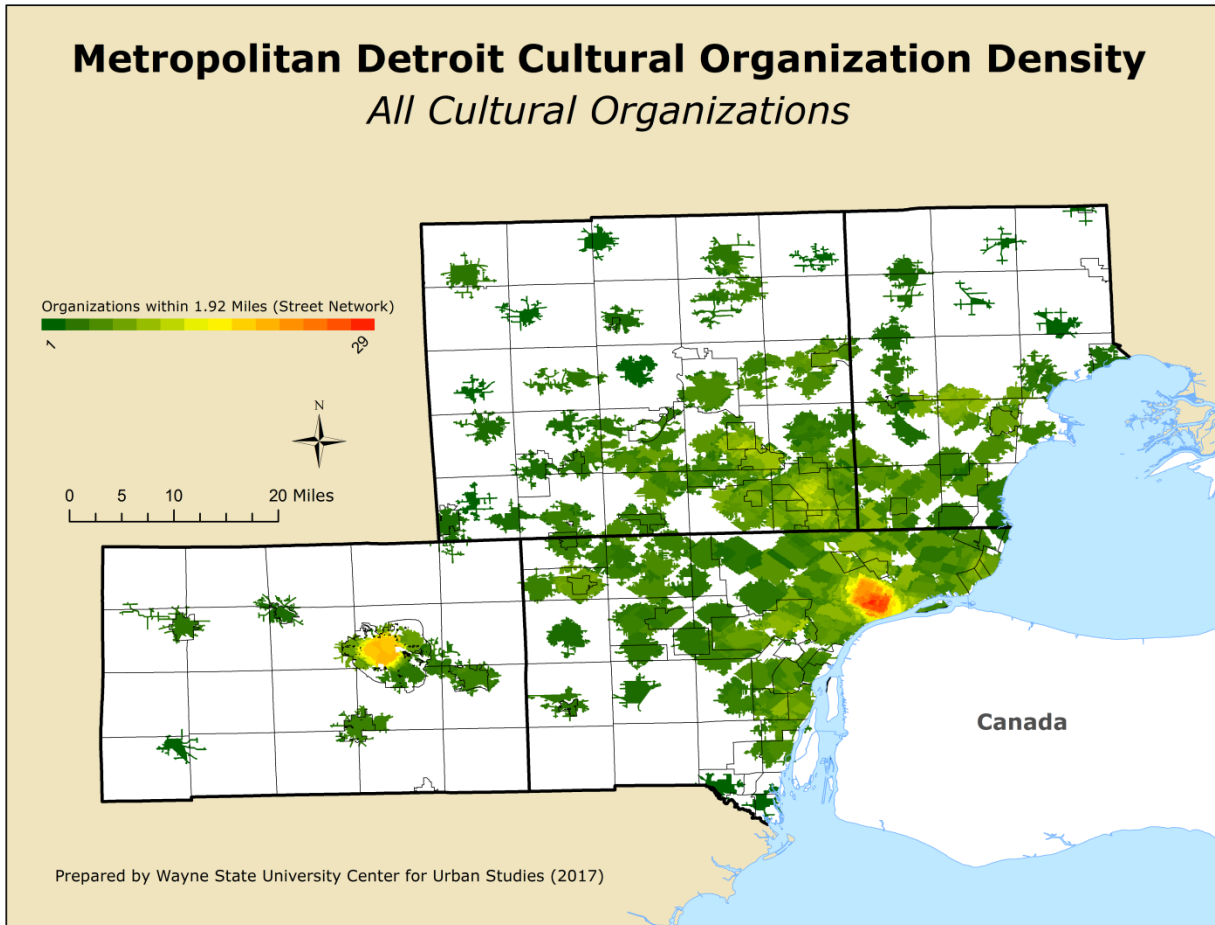 Metropolitan Detroit Cultural Organization Density
All Cultural Organizations
Organizations within 1.92 Miles (Street Network)
1 29
N
0 5 10 20 Miles
Canada
Prepared by Wayne State University Center for Urban Studies (2017)